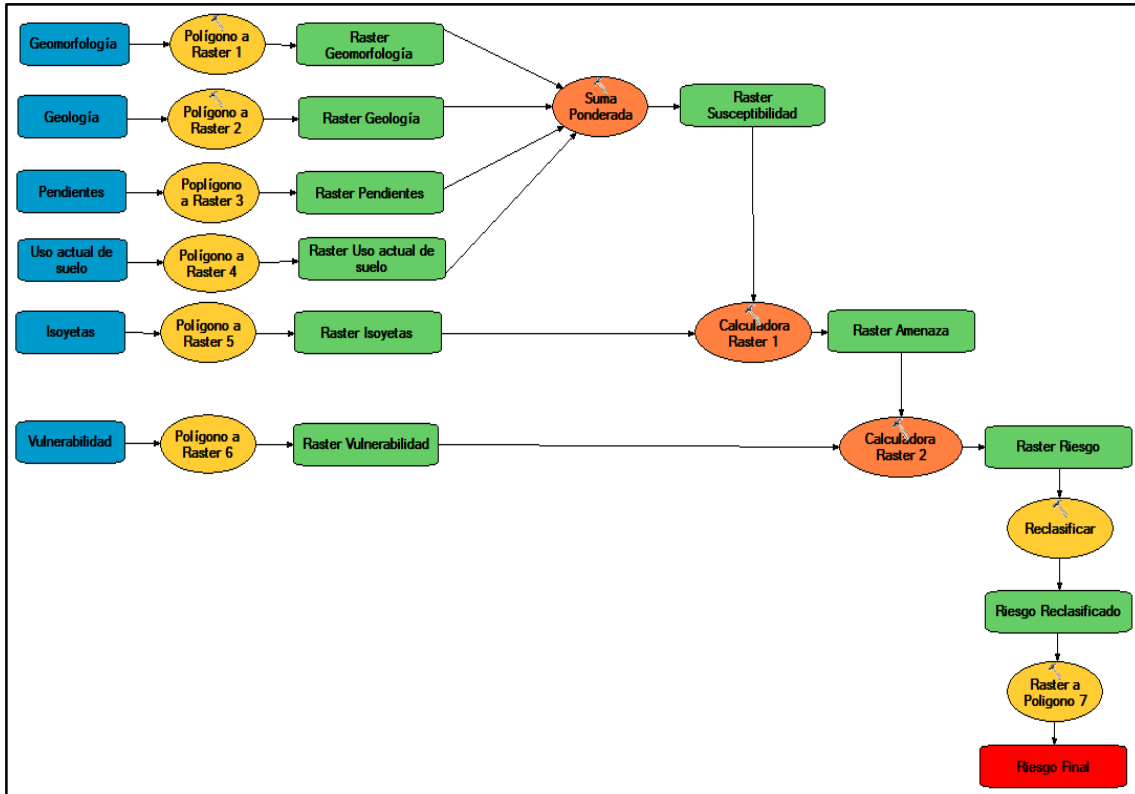 Geomorfología
Polígono a
Raster 1
Raster
Geomorfología
Geología
Polígono a
Raster 2
Raster Geología
Suma
Ponderada
Raster
Susceptibilidad
Pendientes
Poplígono
a Raster 3
Raster Pendientes
Uso actual de
suelo
Polígono a
Raster 4
Raster Uso actual de
suelo
Isoyetas
Polígono a
Raster 5
Raster Isoyetas
Calculadora
Raster 1
Raster Amenaza
Vulnerabilidad
Polígono a
Raster 6
Raster Vulnerabilidad
Calculadora
Raster 2
Raster Riesgo
Reclasificar
Riesgo Reclasificado
Raster a
Poligono 7
Riesgo Final